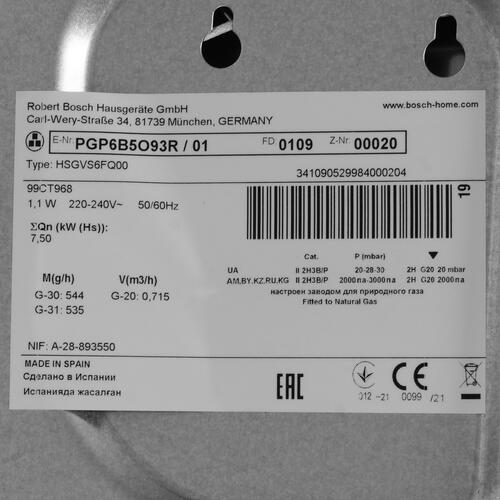 Robert Bosch Hausgeräte GmbH
www.bosch-home.com
Carl-Wery-Straße 34, 81739 München, GERMANY
E-Nr PGP6B5O93R / 01 FD 0109 Z-Nr 00020
Type: HSGVS6FQ00
341090529984000204
99CT968
1,1 W 220-240V~ 50/60Hz
19
ΣQn (kW (Hs)):
7,50
Cat. P (mbar) ▼
UA II 2H3B/P 20-28-30 2H G20 20 mbar
AM,BY.KZ.RU.KG II 2H3B/P 2000па-3000па 2H G20 2000па
настроен заводом для природного газа
Fitted to Natural Gas
M(g/h) V(m3/h)
G-30: 544 G-20: 0,715
G-31: 535
NIF: A-28-893550
MADE IN SPAIN
Сделано в Испании
Испанияда жасалған
EAC
CE
012 -21 0099 /21